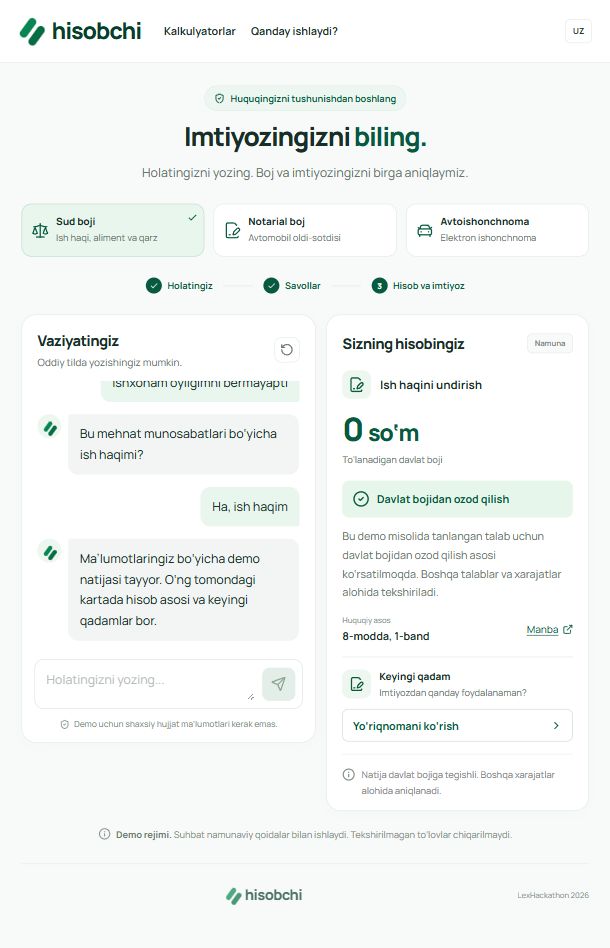 hisobchi
Kalkulyatorlar
Qanday ishlaydi?
UZ
Huquqingizni tushunishdan boshlang
Imtiyozingizni biling.
Holatingizni yozing. Boj va imtiyozingizni birga aniqlaymiz.
Sud boji
Ish haqi, aliment va qarz
Notarial boj
Avtomobil oldi-sotdisi
Avtoishonchnoma
Elektron ishonchnoma
Holatingiz
Savollar
3 Hisob va imtiyoz
Vaziyatingiz
Oddiy tilda yozishingiz mumkin.
Ishxonam oyligimni bermayapti
Bu mehnat munosabatlari bo‘yicha
ish haqimi?
Ha, ish haqim
Ma’lumotlaringiz bo‘yicha demo
natijasi tayyor. O‘ng tomondagi
kartada hisob asosi va keyingi
qadamlar bor.
Holatingizni yozing...
Demo uchun shaxsiy hujjat ma’lumotlari kerak emas.
Sizning hisobingiz
Namuna
Ish haqini undirish
0 so‘m
To‘lanadigan davlat boji
Davlat bojidan ozod qilish
Bu demo misolida tanlangan talab uchun
davlat bojidan ozod qilish asosi
ko‘rsatilmoqda. Boshqa talablar va xarajatlar
alohida tekshiriladi.
Huquqiy asos
8-modda, 1-band
Manba
Keyingi qadam
Imtiyozdan qanday foydalanaman?
Yo‘riqnomani ko‘rish
Natija davlat bojiga tegishli. Boshqa xarajatlar
alohida aniqlanadi.
Demo rejimi. Suhbat namunaviy qoidalar bilan ishlaydi. Tekshirilmagan to‘lovlar chiqarilmaydi.
hisobchi
LexHackathon 2026